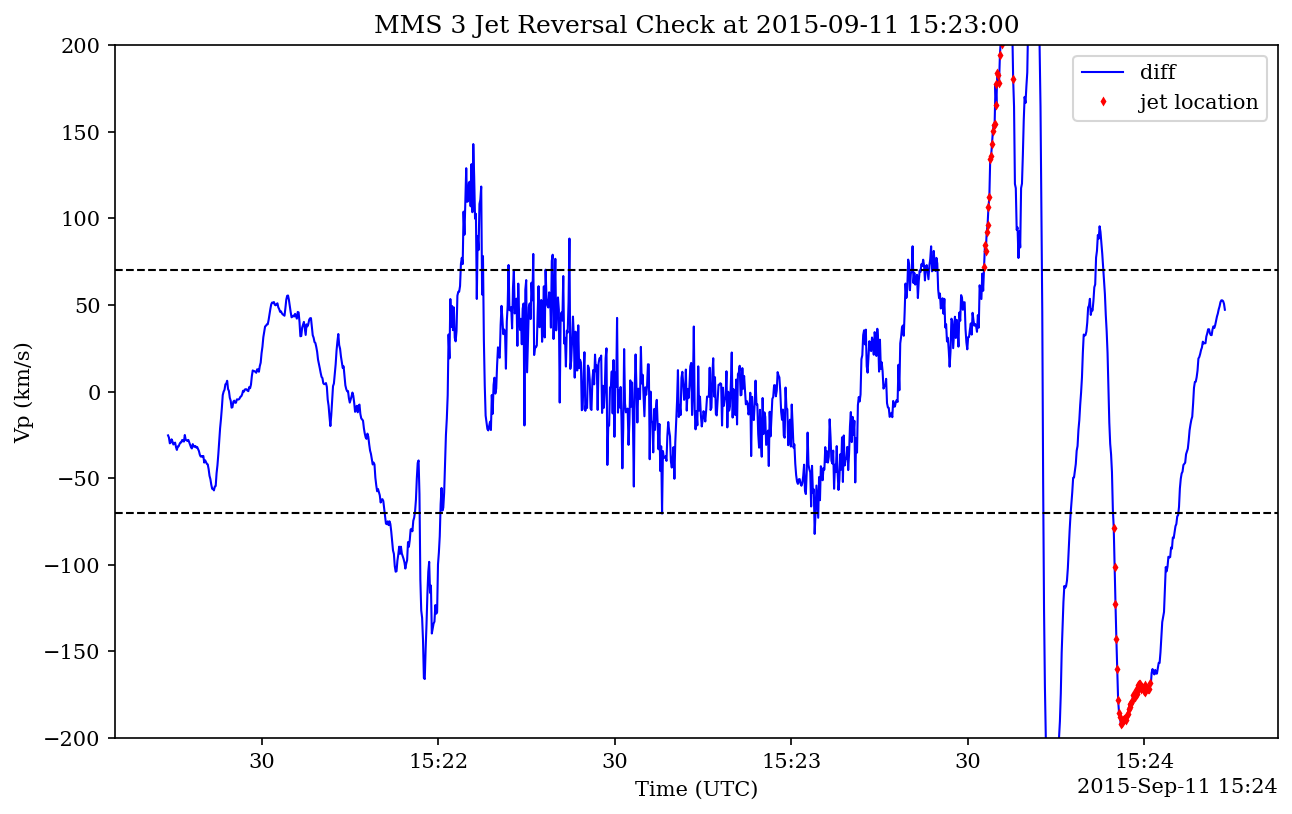 MMS 3 Jet Reversal Check at 2015-09-11 15:23:00
diff
jet location
Vp (km/s)
200
150
100
50
0
−50
−100
−150
−200
30
15:22
30
15:23
30
15:24
Time (UTC)
2015-Sep-11 15:24